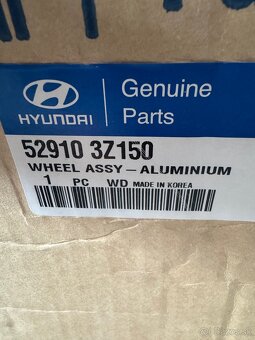 HYUNDAI
Genuine
Parts
52910 3Z150
WHEEL ASSY-ALUMINIUM
1 PC WD MADE IN KOREA